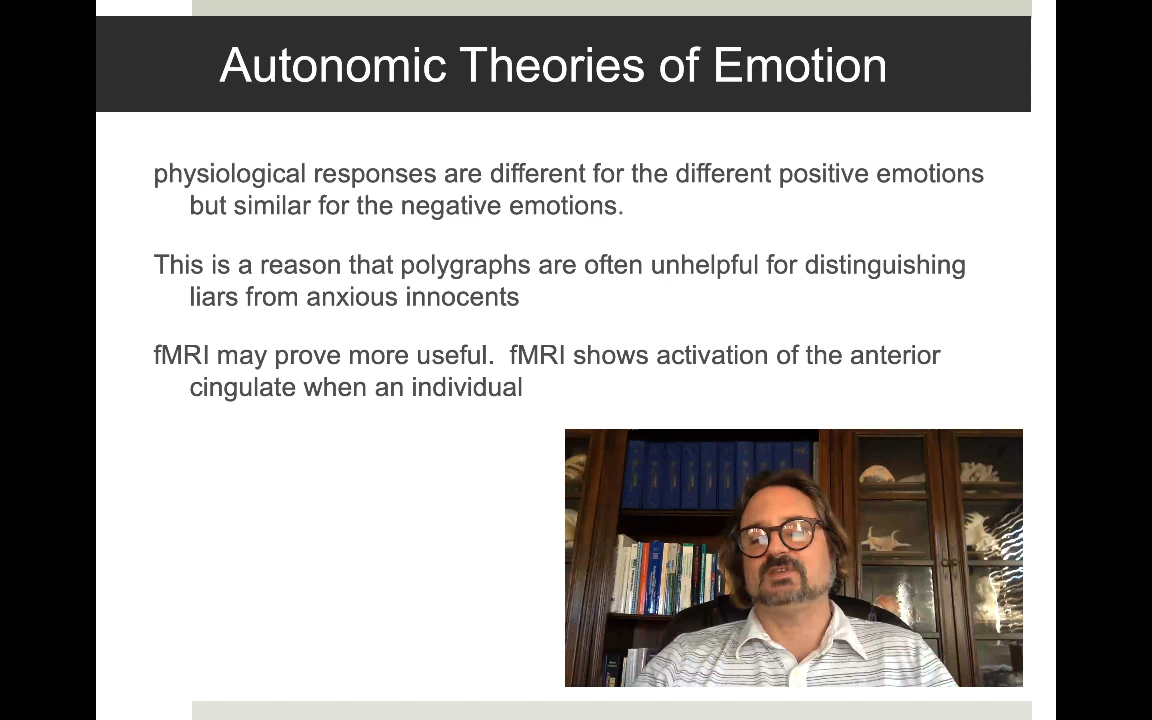 Autonomic Theories of Emotion
physiological responses are different for the different positive emotions
but similar for the negative emotions.
This is a reason that polygraphs are often unhelpful for distinguishing
liars from anxious innocents
fMRI may prove more useful.  fMRI shows activation of the anterior
cingulate when an individual